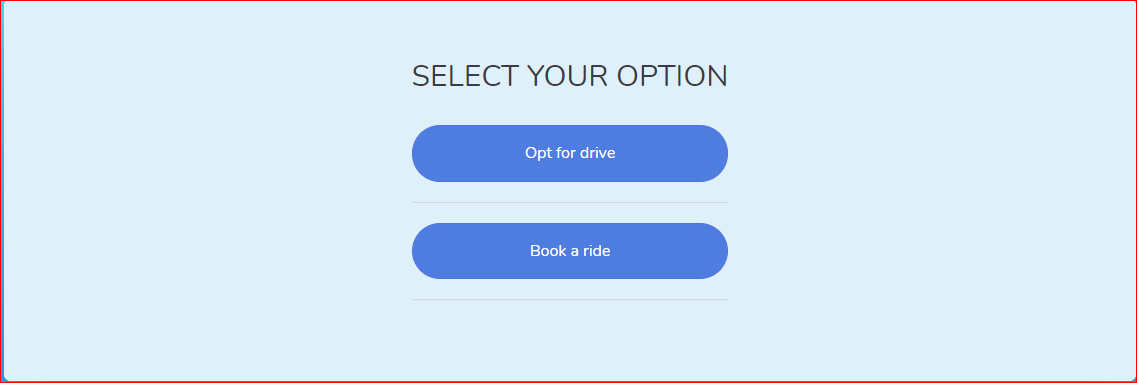 SELECT YOUR OPTION
Opt for drive
Book a ride